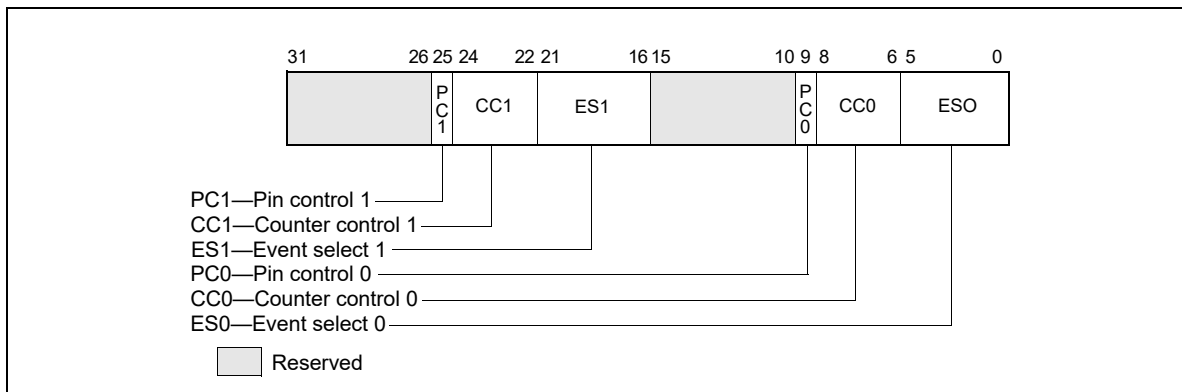 31 26 25 24 22 21 16 15 10 9 8 6 5 0
P
C
1
CC1
ES1
P
C
0
CC0
ESO
PC1—Pin control 1
CC1—Counter control 1
ES1—Event select 1
PC0—Pin control 0
CC0—Counter control 0
ES0—Event select 0
Reserved